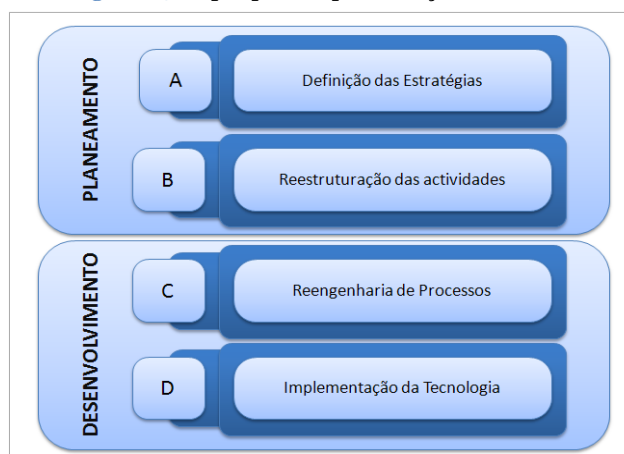 PLANEAMENTO
A
Definição das Estratégias
B
Reestruturação das actividades
DESENVOLVIMENTO
C
Reengenharia de Processos
D
Implementação da Tecnologia